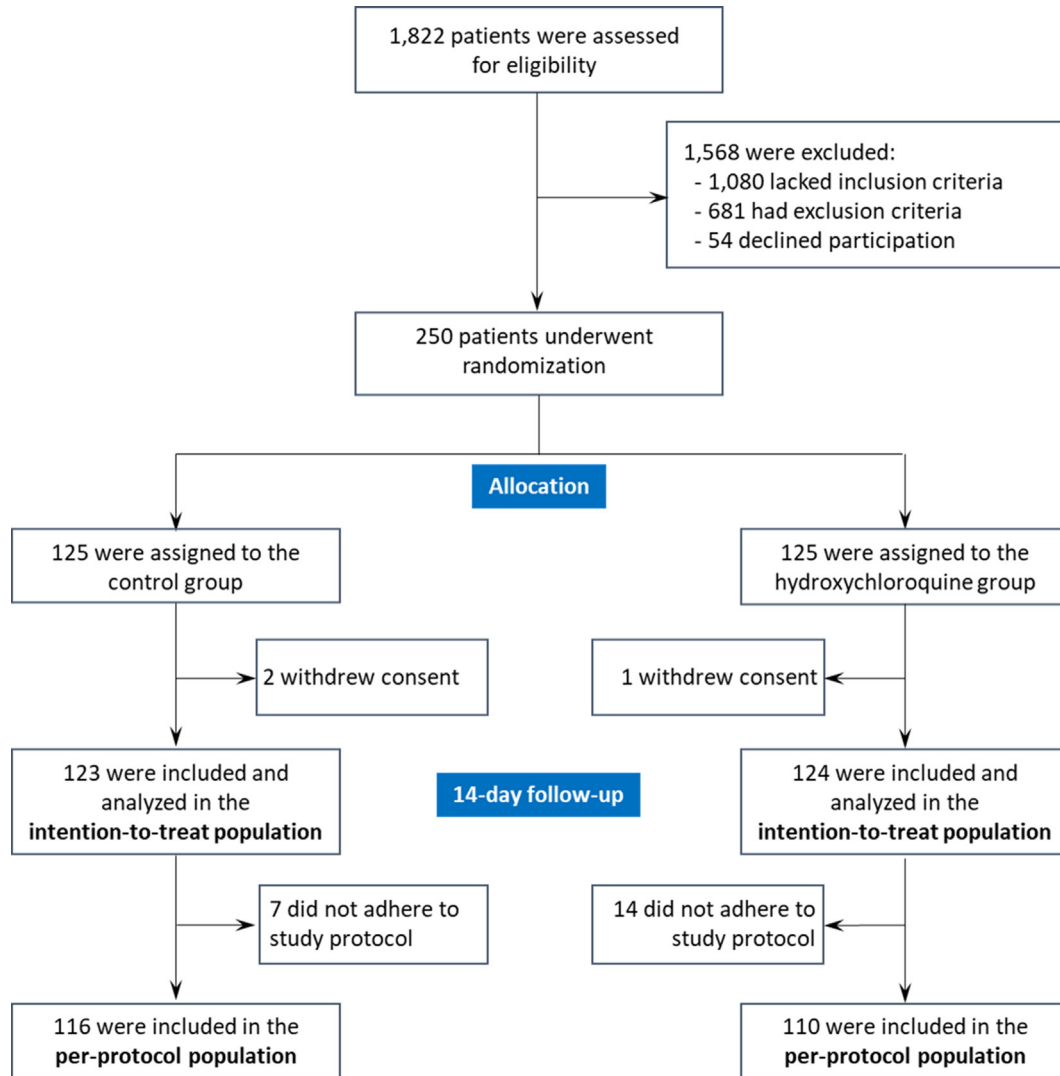 1,822 patients were assessed
for eligibility
1,568 were excluded:
- 1,080 lacked inclusion criteria
- 681 had exclusion criteria
- 54 declined participation
250 patients underwent
randomization
Allocation
125 were assigned to the
control group
125 were assigned to the
hydroxychloroquine group
2 withdrew consent
1 withdrew consent
123 were included and
analyzed in the
intention-to-treat population
14-day follow-up
124 were included and
analyzed in the
intention-to-treat population
7 did not adhere to
study protocol
14 did not adhere to
study protocol
116 were included in the
per-protocol population
110 were included in the
per-protocol population